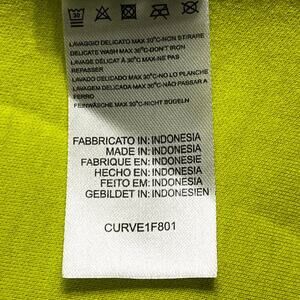 30
LAVAGGIO DELICATO MAX 30°C-NON STIRARE
DELICATE WASH MAX 30°C-DON'T IRON
LAVAGE DÉLICAT À 30°C MAX-NE PAS
REPASSER
LAVADO DELICADO MAX 30°C-NO LO PLANCHE
LAVAGEM DELICADA MAX 30°C-NÃO PASSAR A
FERRO
FEINWÄSCHE MAX 30°C-NICHT BÜGELN
FABBRICATO IN: INDONESIA
MADE IN: INDONESIA
FABRIQUE EN: INDONESIE
HECHO EN: INDONESIA
FEITO EM: INDONESIA
GEBILDET IN: INDONESIEN
CURVE1F801